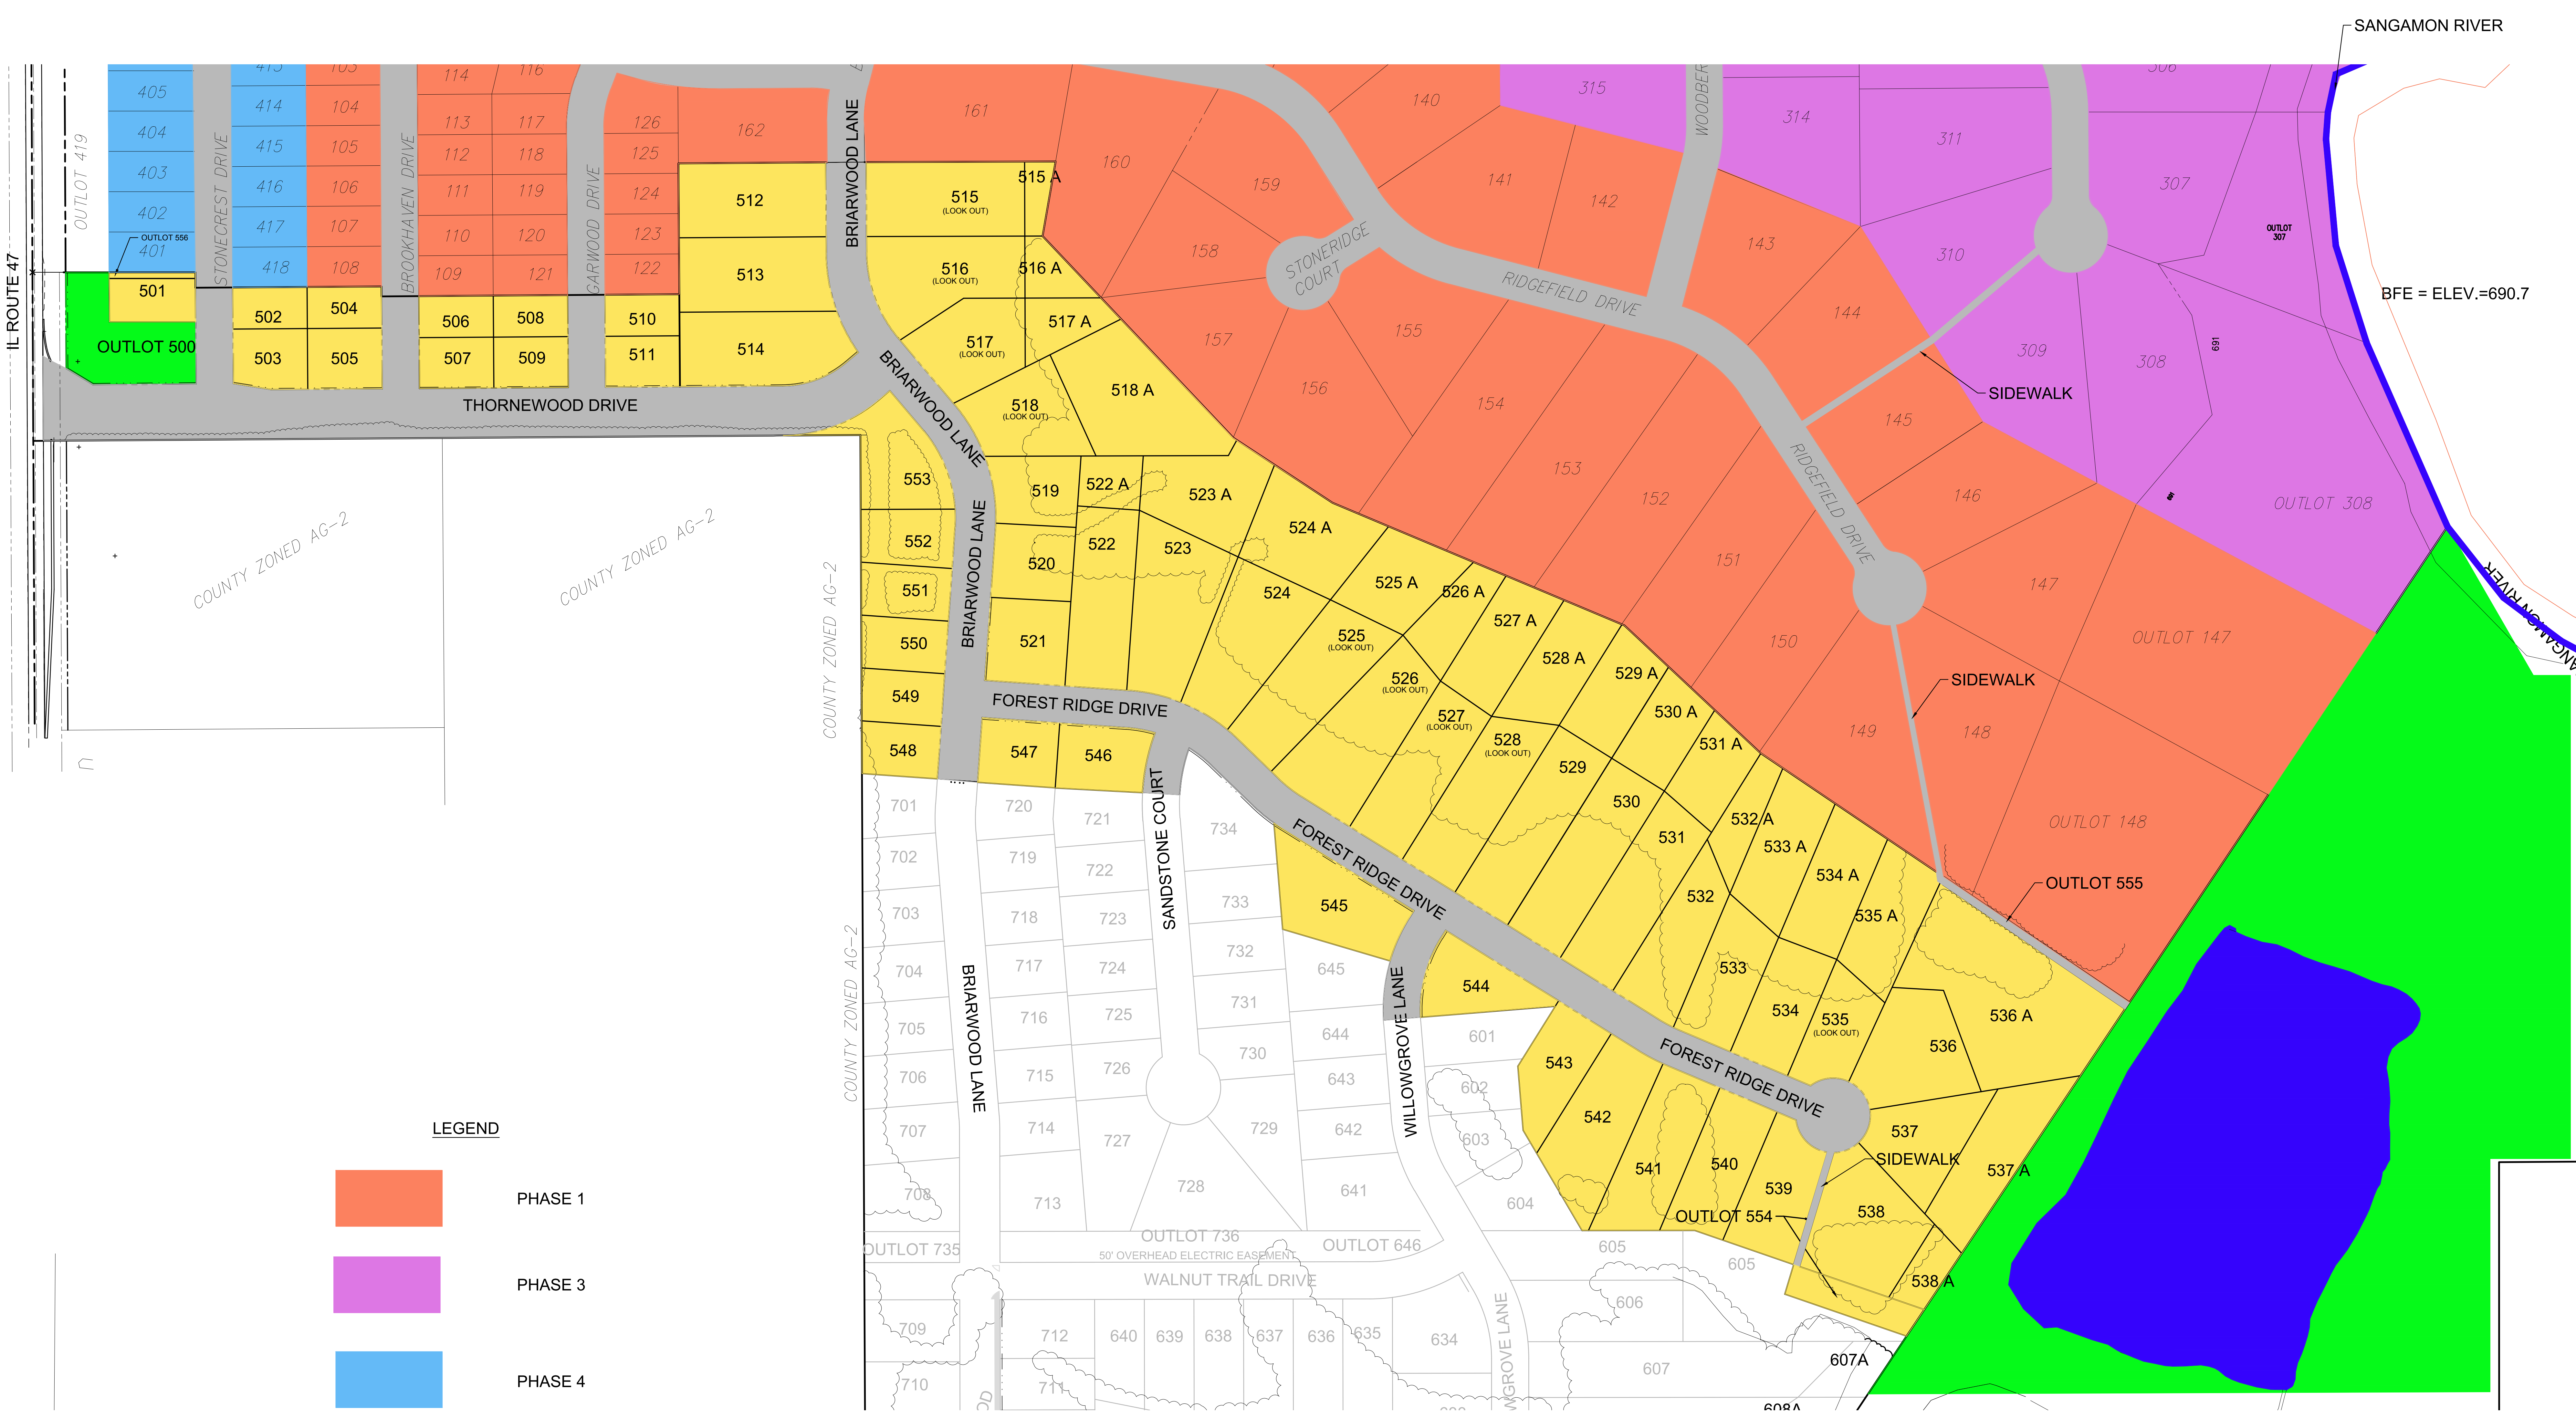 SANGAMON RIVER
405
404
403
402
401
OUTLOT 419
OUTLOT 556
STONECREST DRIVE
414
415
416
417
418
104
105
106
107
108
BROOKHAVEN DRIVE
114
116
113
117
112
118
111
119
110
120
109
121
GARWOOD DRIVE
126
125
124
123
122
162
BRIARWOOD LANE
161
160
159
158
157
156
155
154
153
152
151
150
149
148
147
146
145
144
143
142
141
140
STONERIDGE
COURT
RIDGEFIELD DRIVE
RIDGEFIELD DRIVE
315
314
311
310
309
308
307
OUTLOT
307
691
BFE = ELEV.=690.7
SIDEWALK
OUTLOT 308
SANGAMON RIVER
OUTLOT 147
OUTLOT 148
SIDEWALK
OUTLOT 555
IL ROUTE 47
OUTLOT 500
501
502
503
504
505
506
507
508
509
510
511
512
513
514
515
(LOOK OUT)
515 A
516
(LOOK OUT)
516 A
517
(LOOK OUT)
517 A
518
(LOOK OUT)
518 A
THORNEWOOD DRIVE
BRIARWOOD LANE
BRIARWOOD LANE
COUNTY ZONED AG-2
COUNTY ZONED AG-2
COUNTY ZONED AG-2
COUNTY ZONED AG-2
553
552
551
550
549
548
519
520
521
522 A
522
523 A
523
524 A
524
525 A
525
(LOOK OUT)
526 A
526
(LOOK OUT)
527 A
527
(LOOK OUT)
528 A
528
(LOOK OUT)
529 A
529
530 A
530
531 A
531
532 A
532
533 A
533
534 A
534
535 A
535
(LOOK OUT)
536 A
536
537
537 A
538
538 A
539
540
541
542
543
544
545
546
547
FOREST RIDGE DRIVE
FOREST RIDGE DRIVE
FOREST RIDGE DRIVE
SIDEWALK
OUTLOT 554
SANDSTONE COURT
WILLOWGROVE LANE
BRIARWOOD LANE
701
702
703
704
705
706
707
708
709
710
720
719
718
717
716
715
714
713
712
711
721
722
723
724
725
726
727
728
729
730
731
732
733
734
645
644
643
642
641
601
602
603
604
605
605
606
607
607A
608A
OUTLOT 735
OUTLOT 736
50' OVERHEAD ELECTRIC EASEMENT
OUTLOT 646
WALNUT TRAIL DRIVE
640
639
638
637
636
635
634
LEGEND
PHASE 1
PHASE 3
PHASE 4